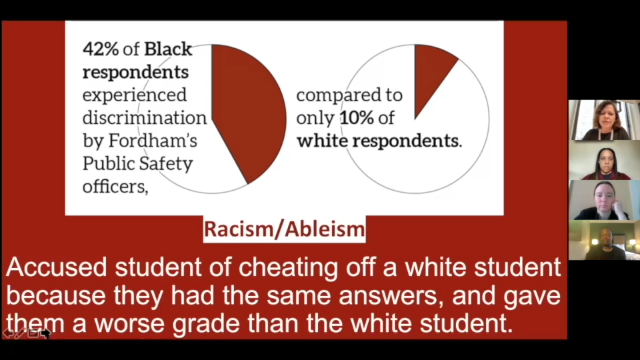 42% of Black
respondents
experienced
discrimination
by Fordham's
Public Safety
officers,
compared to
only 10% of
white respondents.
Racism/Ableism
Accused student of cheating off a white student
because they had the same answers, and gave
them a worse grade than the white student.